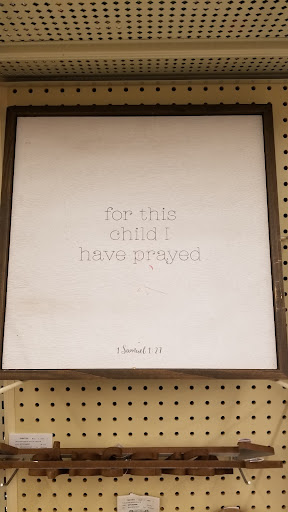 for this
child I
have prayed
1 Samuel 1:27